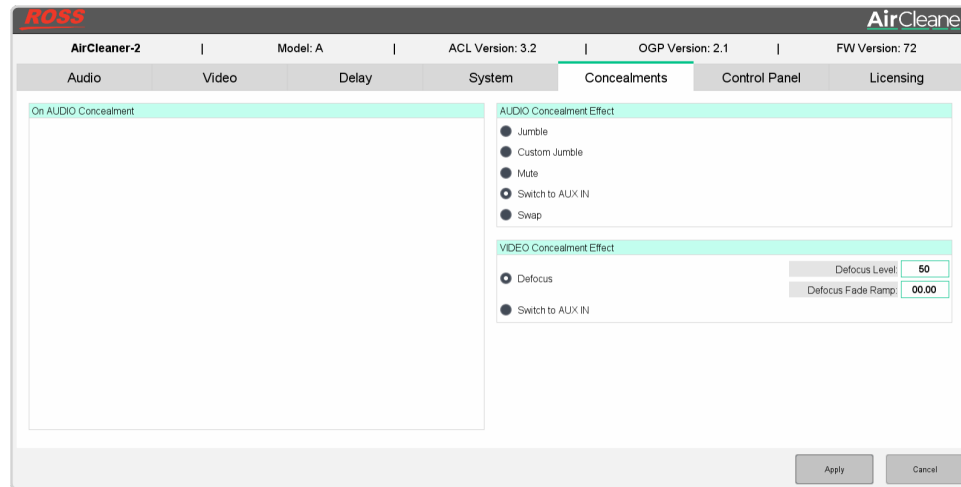 ROSS
AirCleane
AirCleaner-2 | Model: A | ACL Version: 3.2 | OGP Version: 2.1 | FW Version: 72
Audio Video Delay System Concealments Control Panel Licensing
On AUDIO Concealment
AUDIO Concealment Effect
Jumble
Custom Jumble
Mute
Switch to AUX IN
Swap
VIDEO Concealment Effect
Defocus
Defocus Level: 50
Defocus Fade Ramp: 00.00
Switch to AUX IN
Apply Cancel